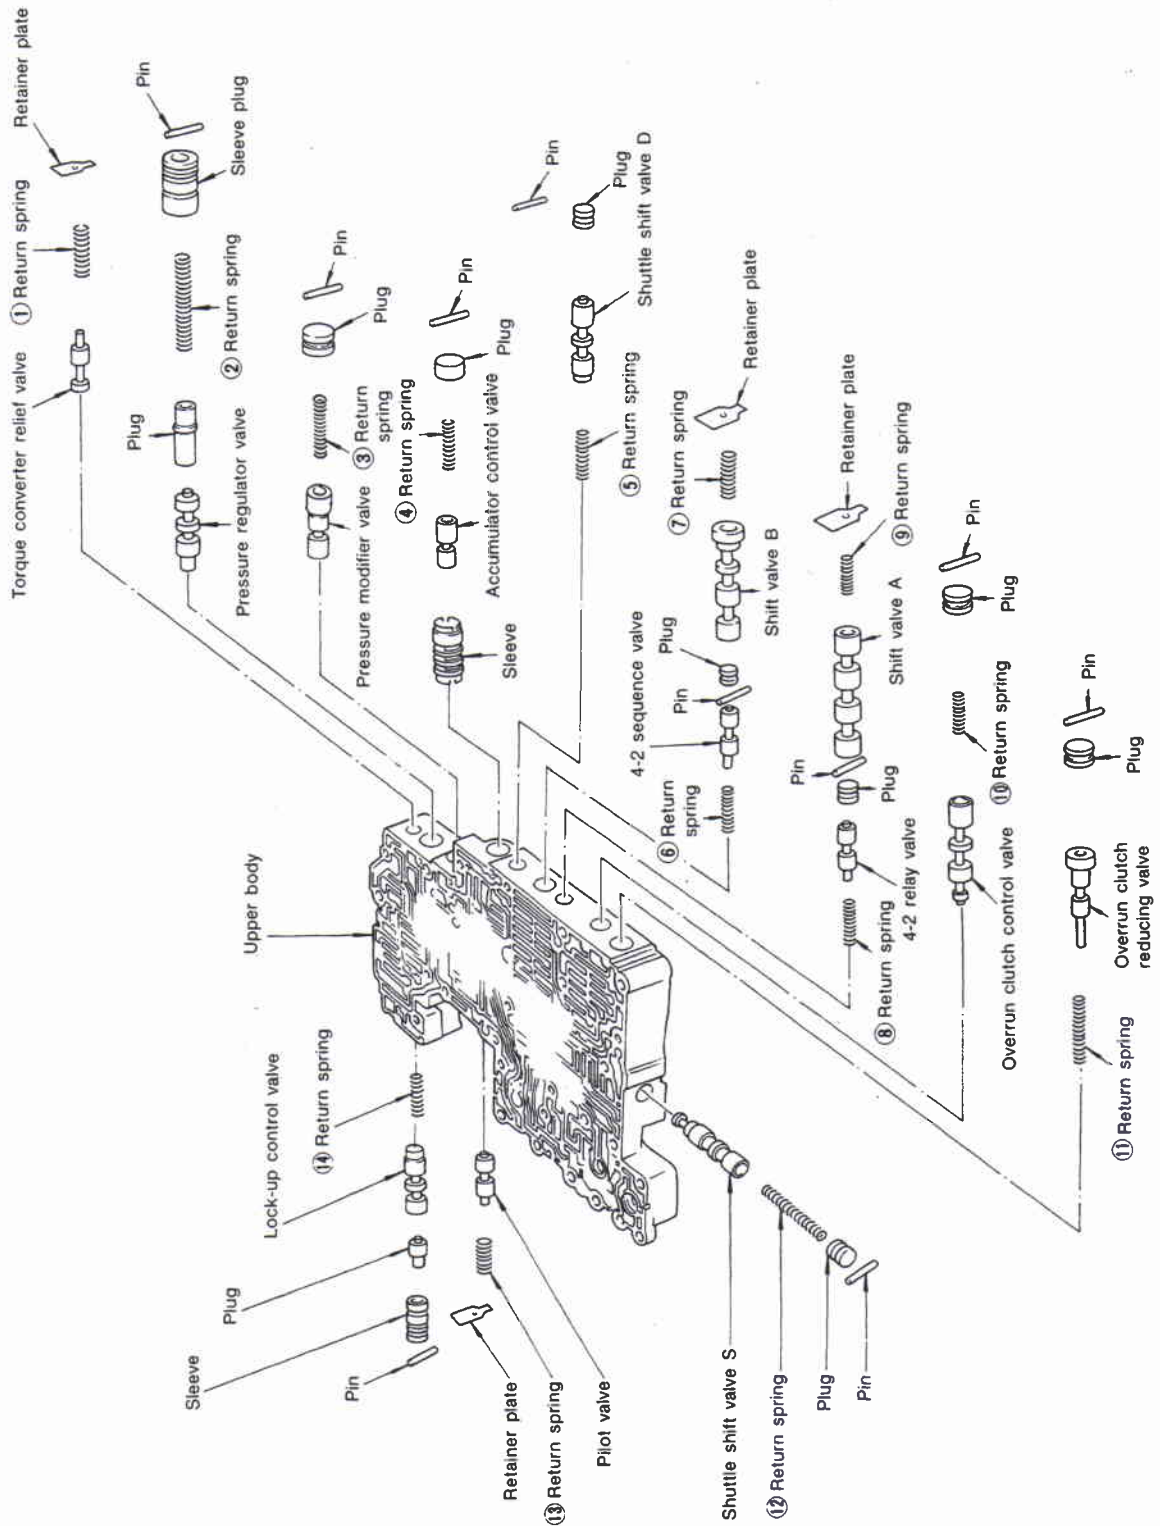 Torque converter relief valve
① Return spring
Retainer plate
Plug
Pin
Pressure regulator valve
② Return spring
Sleeve plug
Upper body
Pin
Pressure modifier valve
③ Return
spring
Plug
④ Return spring
Pin
Sleeve
Accumulator control valve
Plug
Pin
Plug
⑤ Return spring
Shuttle shift valve D
4-2 sequence valve
⑥ Return
spring
Pin
Plug
⑦ Return spring
Shift valve B
Retainer plate
Pin
⑧ Return spring
4-2 relay valve
Plug
Shift valve A
⑨ Return spring
Retainer plate
Overrun clutch control valve
⑩ Return spring
Pin
Plug
⑪ Return spring
Overrun clutch
reducing valve
Pin
Plug
Sleeve
Plug
Lock-up control valve
⑭ Return spring
Pin
Retainer plate
⑬ Return spring
Pilot valve
Shuttle shift valve S
⑫ Return spring
Plug
Pin